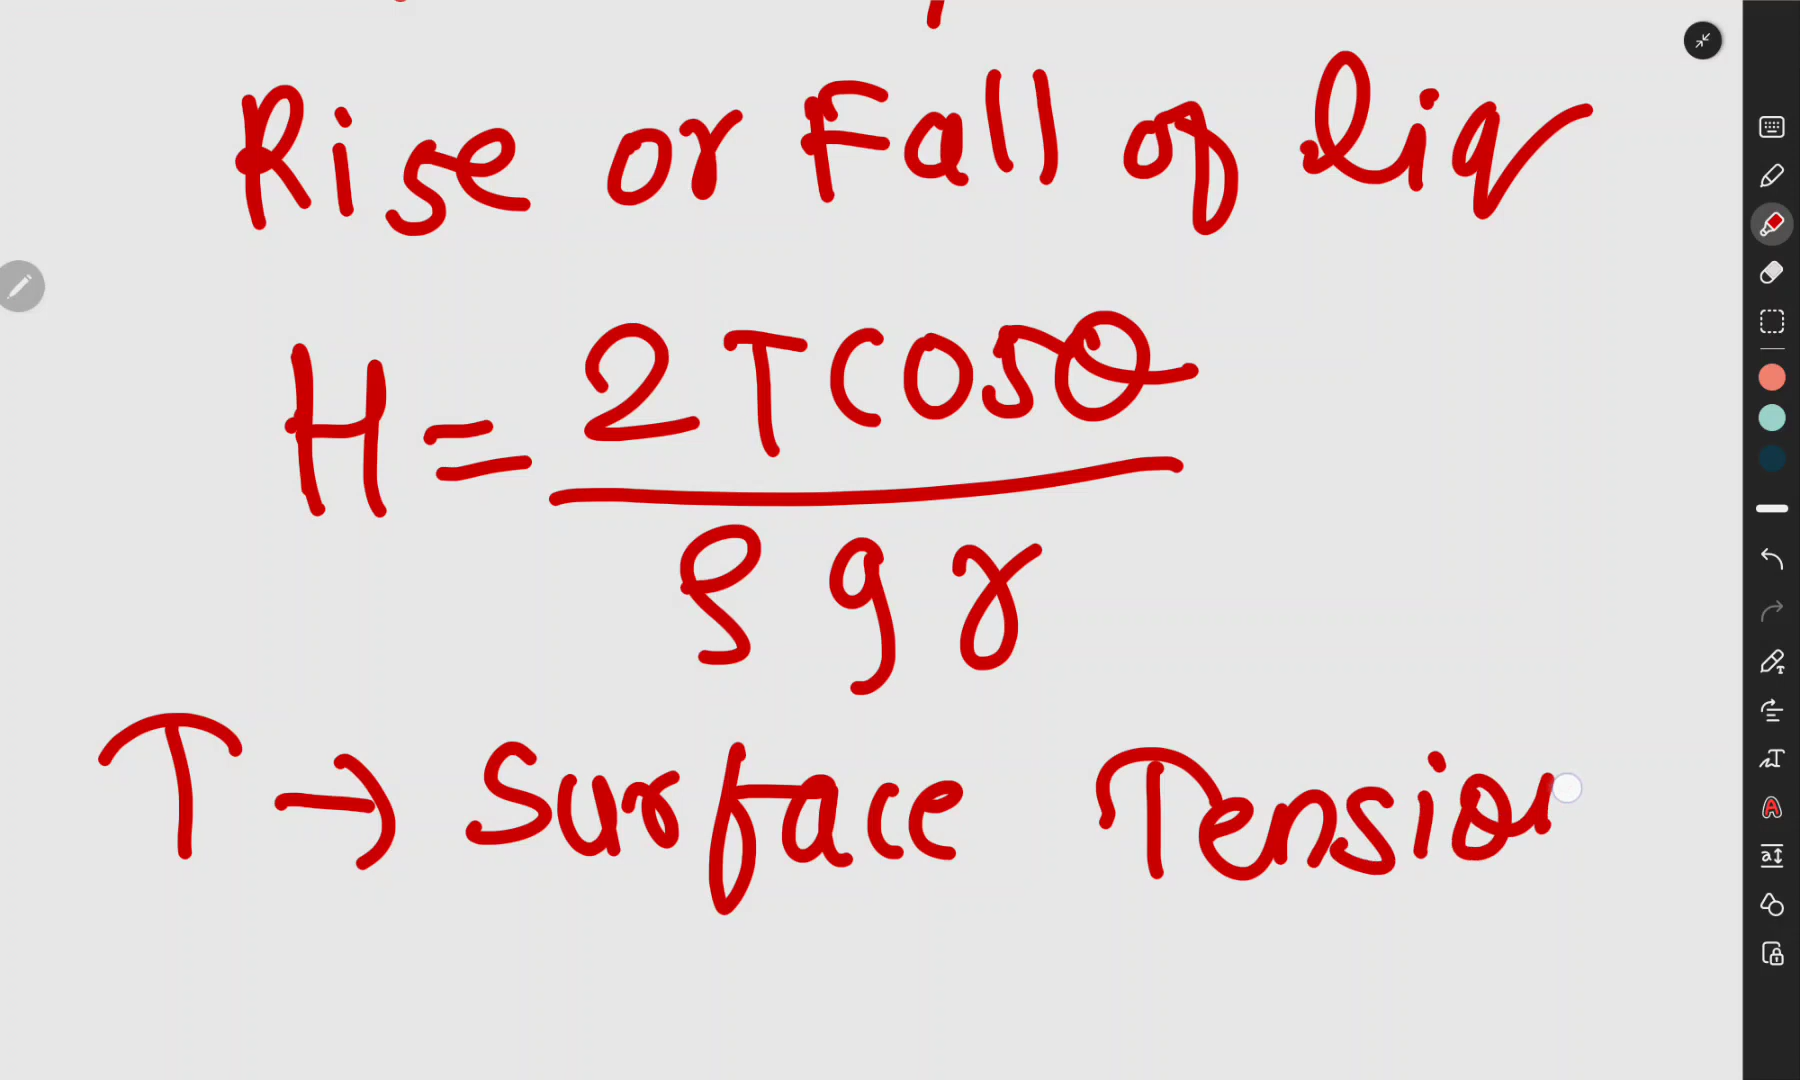 Rise or Fall of liq
H = 2TCosθ / ρgr
T → Surface Tension